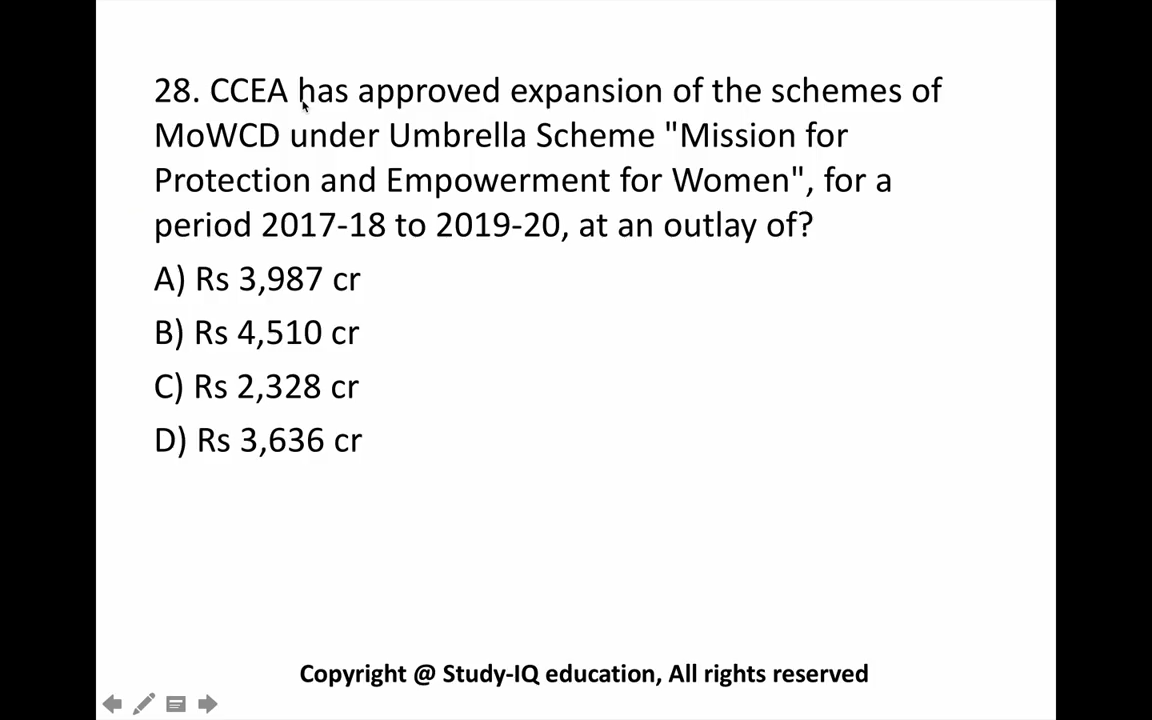 28. CCEA has approved expansion of the schemes of
MoWCD under Umbrella Scheme "Mission for
Protection and Empowerment for Women", for a
period 2017-18 to 2019-20, at an outlay of?
A) Rs 3,987 cr
B) Rs 4,510 cr
C) Rs 2,328 cr
D) Rs 3,636 cr
Copyright @ Study-IQ education, All rights reserved